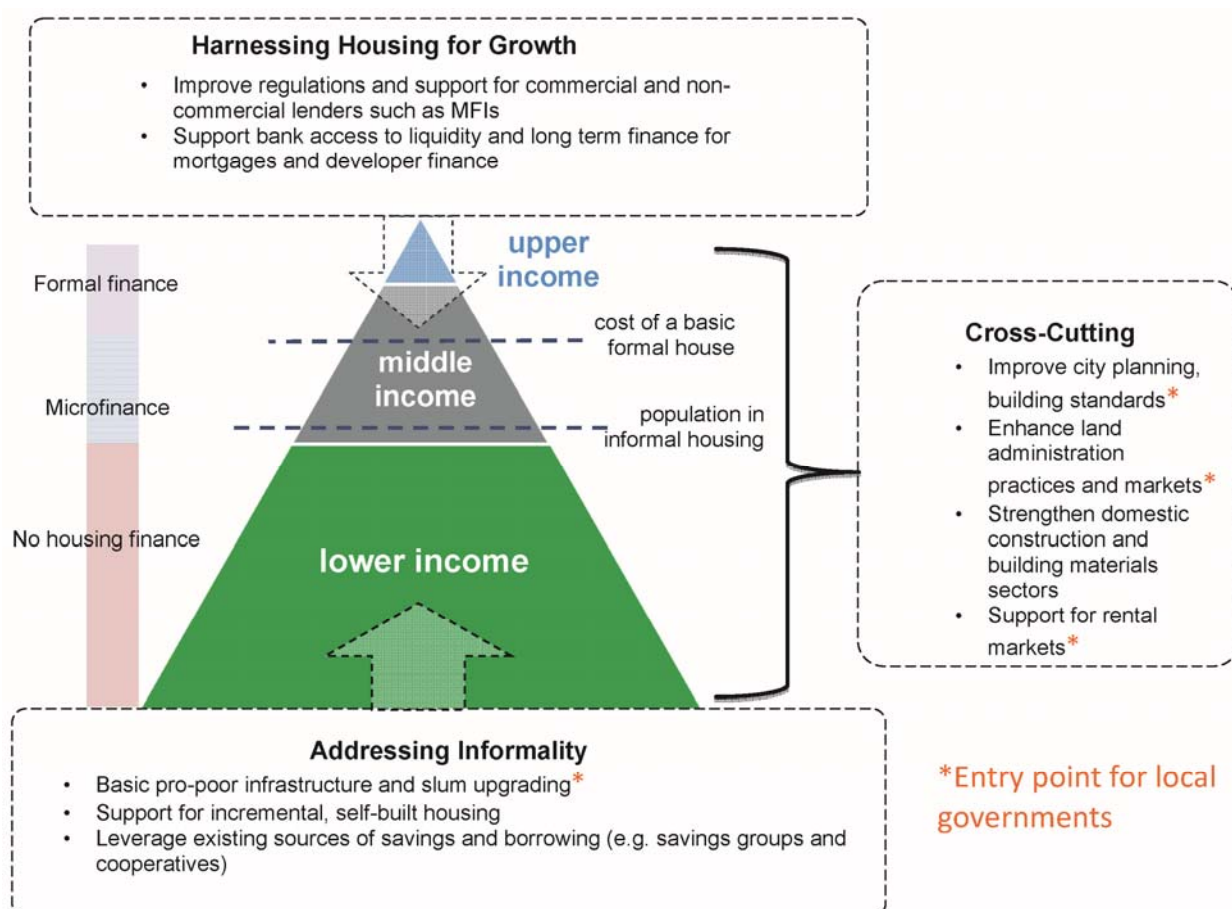 Harnessing Housing for Growth
• Improve regulations and support for commercial and non-
commercial lenders such as MFIs
• Support bank access to liquidity and long term finance for
mortgages and developer finance
upper
income
Formal finance
cost of a basic
formal house
middle
income
Microfinance
population in
informal housing
No housing finance
lower income
Cross-Cutting
• Improve city planning,
building standards*
• Enhance land
administration
practices and markets*
• Strengthen domestic
construction and
building materials
sectors
• Support for rental
markets*
Addressing Informality
• Basic pro-poor infrastructure and slum upgrading*
• Support for incremental, self-built housing
• Leverage existing sources of savings and borrowing (e.g. savings groups and
cooperatives)
*Entry point for local
governments